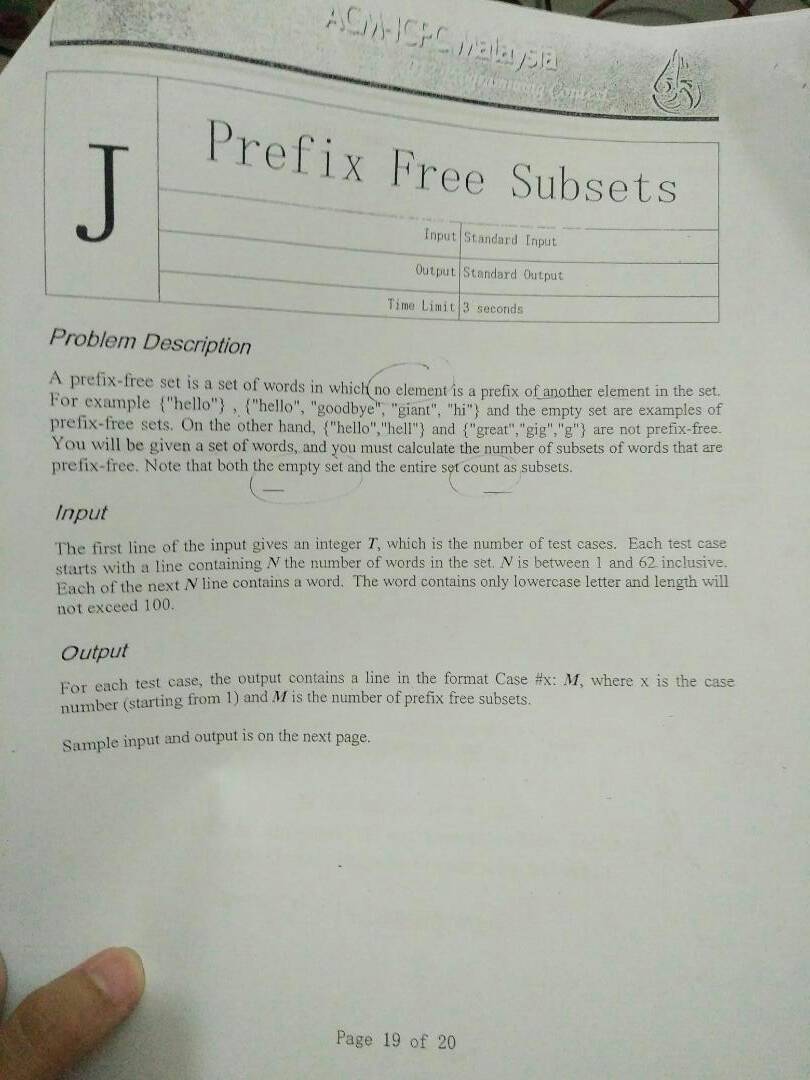 ACM-ICPC Malaysia
Programming Contest
J
Prefix Free Subsets
Input Standard Input
Output Standard Output
Time Limit 3 seconds
Problem Description
A prefix-free set is a set of words in which no element is a prefix of another element in the set.
For example {"hello"} , {"hello", "goodbye", "giant", "hi"} and the empty set are examples of
prefix-free sets. On the other hand, {"hello","hell"} and {"great","gig","g"} are not prefix-free.
You will be given a set of words, and you must calculate the number of subsets of words that are
prefix-free. Note that both the empty set and the entire set count as subsets.
Input
The first line of the input gives an integer T, which is the number of test cases. Each test case
starts with a line containing N the number of words in the set. N is between 1 and 62 inclusive.
Each of the next N line contains a word. The word contains only lowercase letter and length will
not exceed 100.
Output
For each test case, the output contains a line in the format Case #x: M, where x is the case
number (starting from 1) and M is the number of prefix free subsets.
Sample input and output is on the next page.
Page 19 of 20